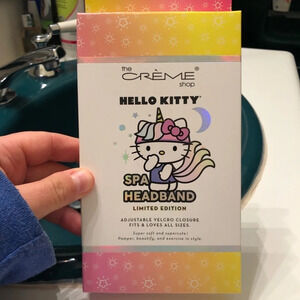 the
CRÈME®
shop
HELLO KITTY
SPA
HEADBAND
LIMITED EDITION
ADJUSTABLE VELCRO CLOSURE
FITS & LOVES ALL SIZES.
Super soft and supercute!
Pamper, beautify, and exercise in style.